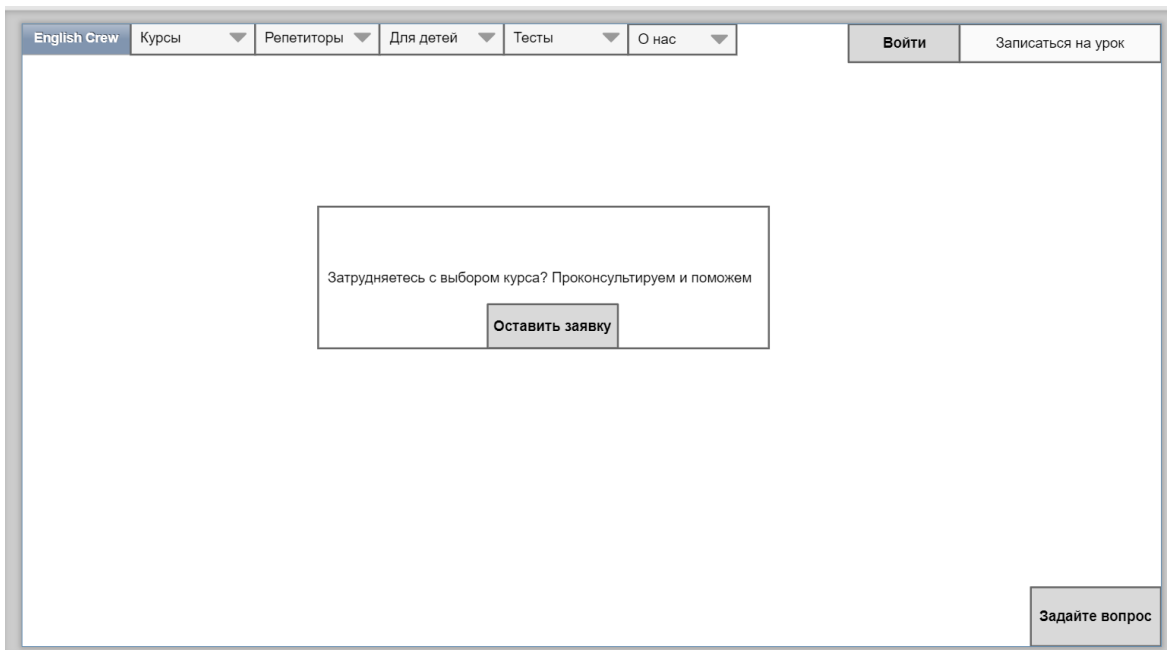 English Crew
Курсы
Репетиторы
Для детей
Тесты
О нас
Войти
Записаться на урок
Затрудняетесь с выбором курса? Проконсультируем и поможем
Оставить заявку
Задайте вопрос